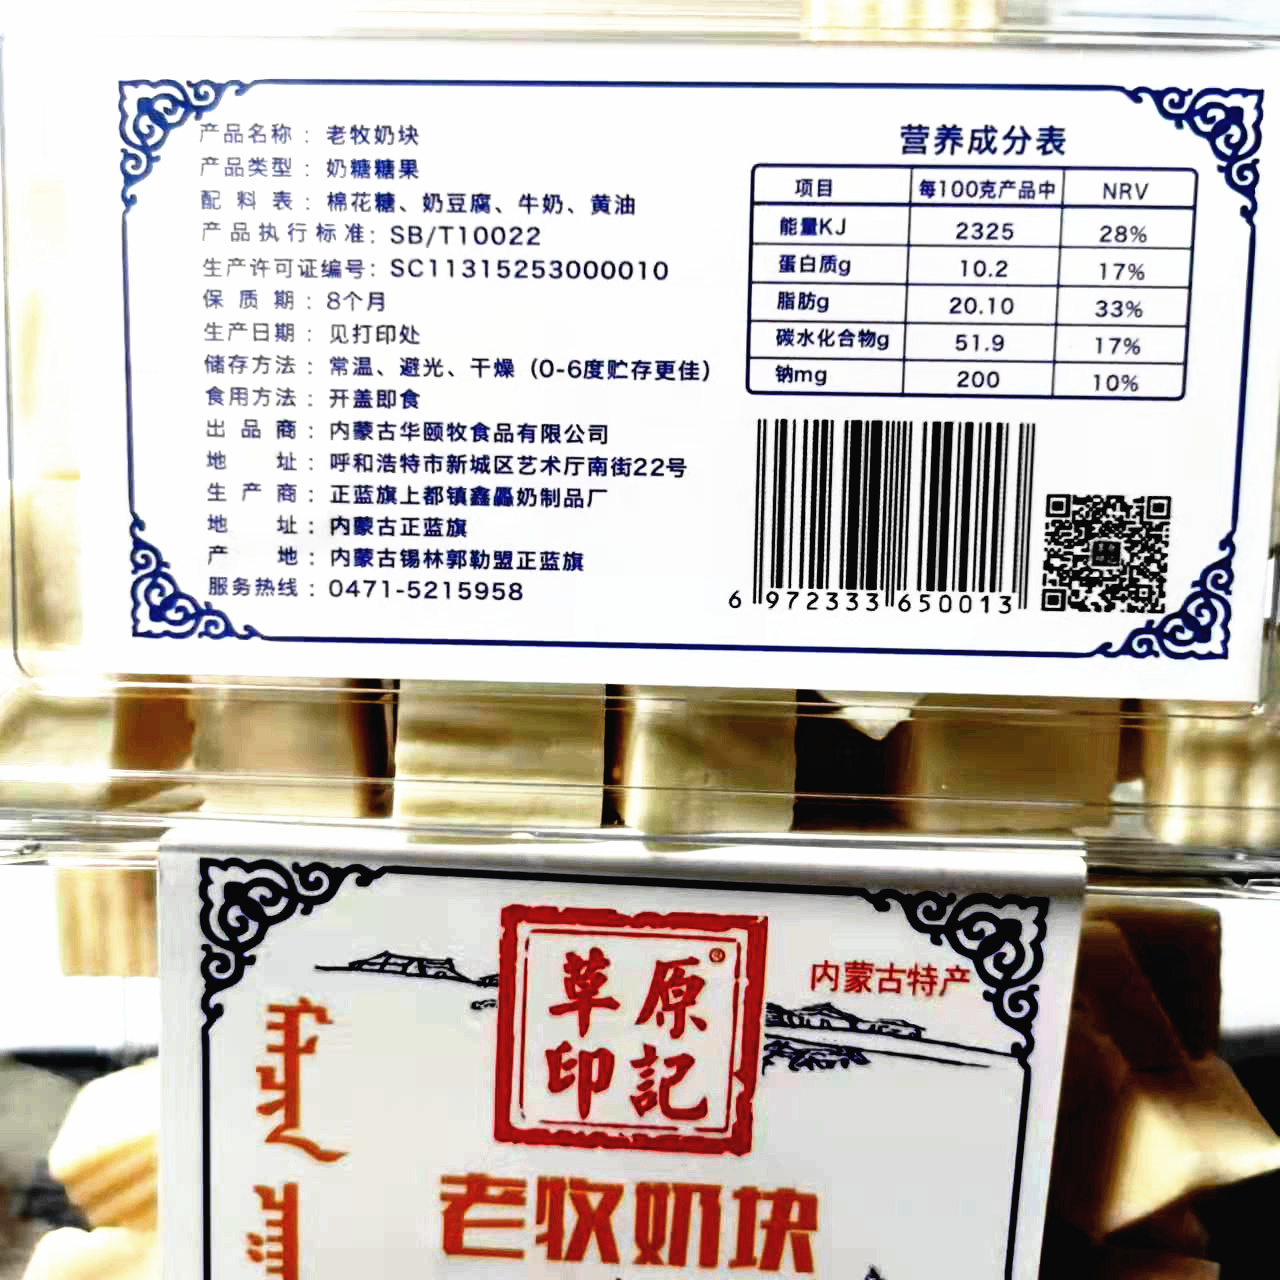 产品名称：老牧奶块
产品类型：奶糖糖果
配料表：棉花糖、奶豆腐、牛奶、黄油
产品执行标准：SB/T10022
生产许可证编号：SC11315253000010
保质期：8个月
生产日期：见打印处
储存方法：常温、避光、干燥（0-6度贮存更佳）
食用方法：开盖即食
出品商：内蒙古华颐牧食品有限公司
地址：呼和浩特市新城区艺术厅南街22号
生产商：正蓝旗上都镇鑫骉奶制品厂
地址：内蒙古正蓝旗
产地：内蒙古锡林郭勒盟正蓝旗
服务热线：0471-5215958
营养成分表
项目 每100克产品中 NRV
能量KJ 2325 28%
蛋白质g 10.2 17%
脂肪g 20.10 33%
碳水化合物g 51.9 17%
钠mg 200 10%
6 972333 650013
草原印記®
内蒙古特产
老牧奶块